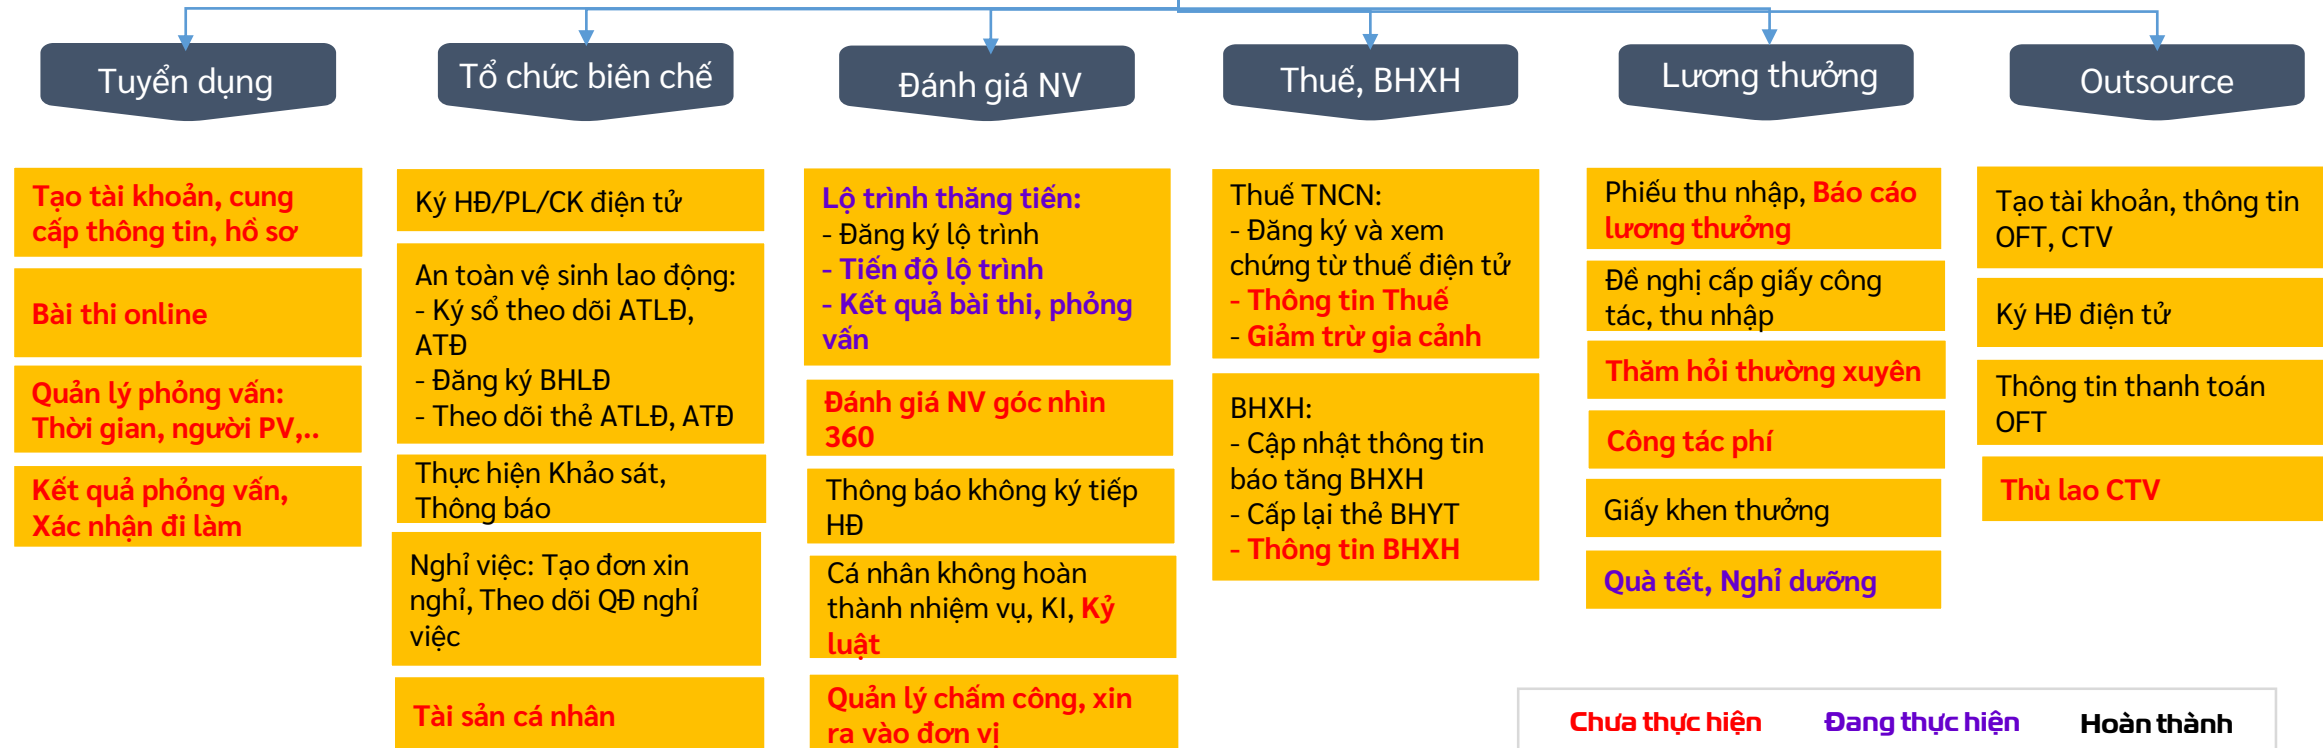 Tuyển dụng
Tạo tài khoản, cung
cấp thông tin, hồ sơ
Bài thi online
Quản lý phỏng vấn:
Thời gian, người PV,..
Kết quả phỏng vấn,
Xác nhận đi làm
Tổ chức biên chế
Ký HĐ/PL/CK điện tử
An toàn vệ sinh lao động:
- Ký sổ theo dõi ATLĐ,
ATĐ
- Đăng ký BHLĐ
- Theo dõi thẻ ATLĐ, ATĐ
Thực hiện Khảo sát,
Thông báo
Nghỉ việc: Tạo đơn xin
nghỉ, Theo dõi QĐ nghỉ
việc
Tài sản cá nhân
Đánh giá NV
Lộ trình thăng tiến:
- Đăng ký lộ trình
- Tiến độ lộ trình
- Kết quả bài thi, phỏng
vấn
Đánh giá NV góc nhìn
360
Thông báo không ký tiếp
HĐ
Cá nhân không hoàn
thành nhiệm vụ, KI, Kỷ
luật
Quản lý chấm công, xin
ra vào đơn vị
Thuế, BHXH
Thuế TNCN:
- Đăng ký và xem
chứng từ thuế điện tử
- Thông tin Thuế
- Giảm trừ gia cảnh
BHXH:
- Cập nhật thông tin
báo tăng BHXH
- Cấp lại thẻ BHYT
- Thông tin BHXH
Lương thưởng
Phiếu thu nhập, Báo cáo
lương thưởng
Đề nghị cấp giấy công
tác, thu nhập
Thăm hỏi thường xuyên
Công tác phí
Giấy khen thưởng
Quà tết, Nghỉ dưỡng
Outsource
Tạo tài khoản, thông tin
OFT, CTV
Ký HĐ điện tử
Thông tin thanh toán
OFT
Thù lao CTV
Chưa thực hiện Đang thực hiện Hoàn thành